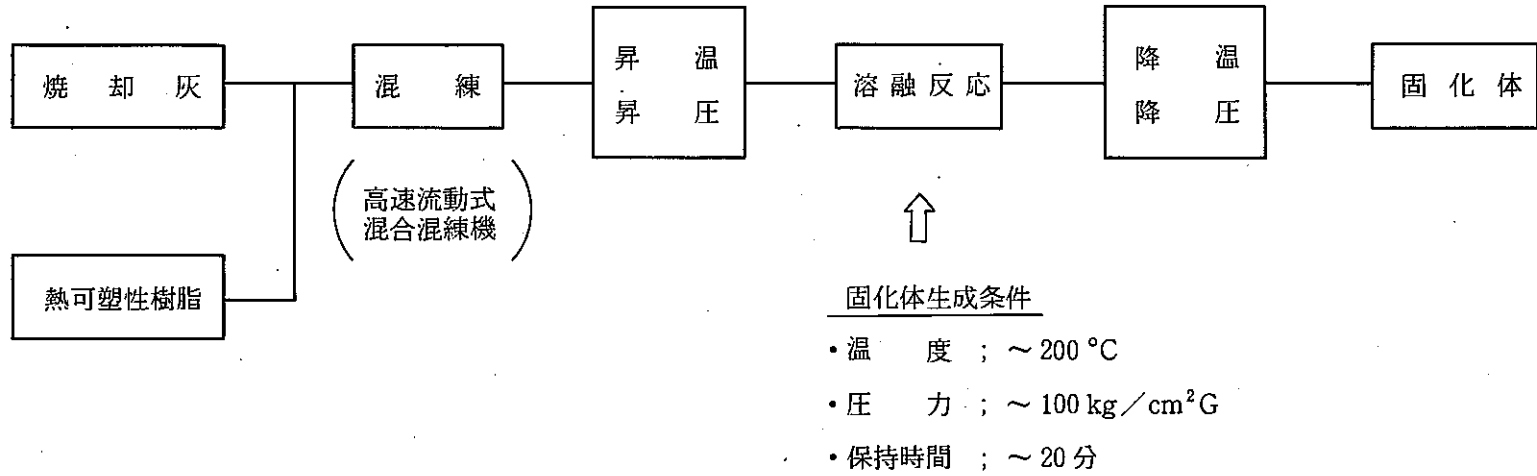 焼却灰
混練
昇温
昇圧
溶融反応
降温
降圧
固化体
高速流動式
混合混練機
熱可塑性樹脂
固化体生成条件
・温度 ; ～200 °C
・圧力 ; ～100 kg／cm²G
・保持時間 ; ～20 分